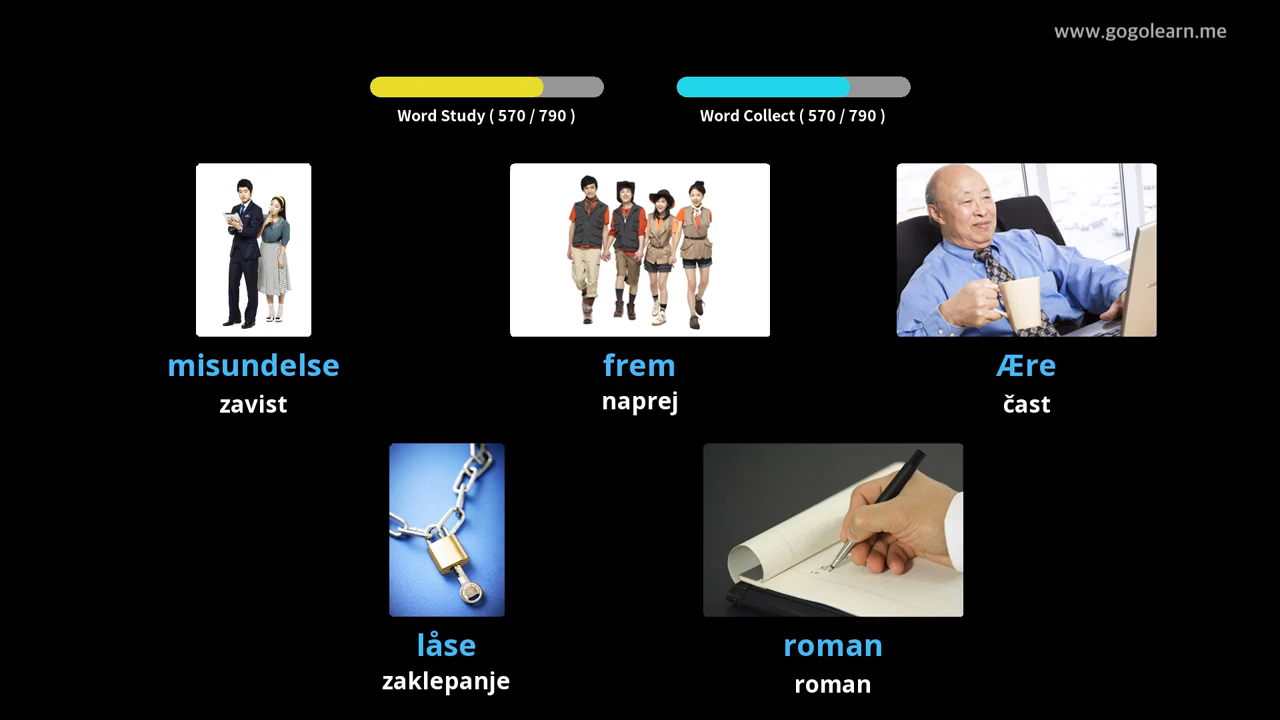 www.gogolearn.me
Word Study ( 570 / 790 )
Word Collect ( 570 / 790 )
misundelse
zavist
frem
naprej
Ære
čast
låse
zaklepanje
roman
roman